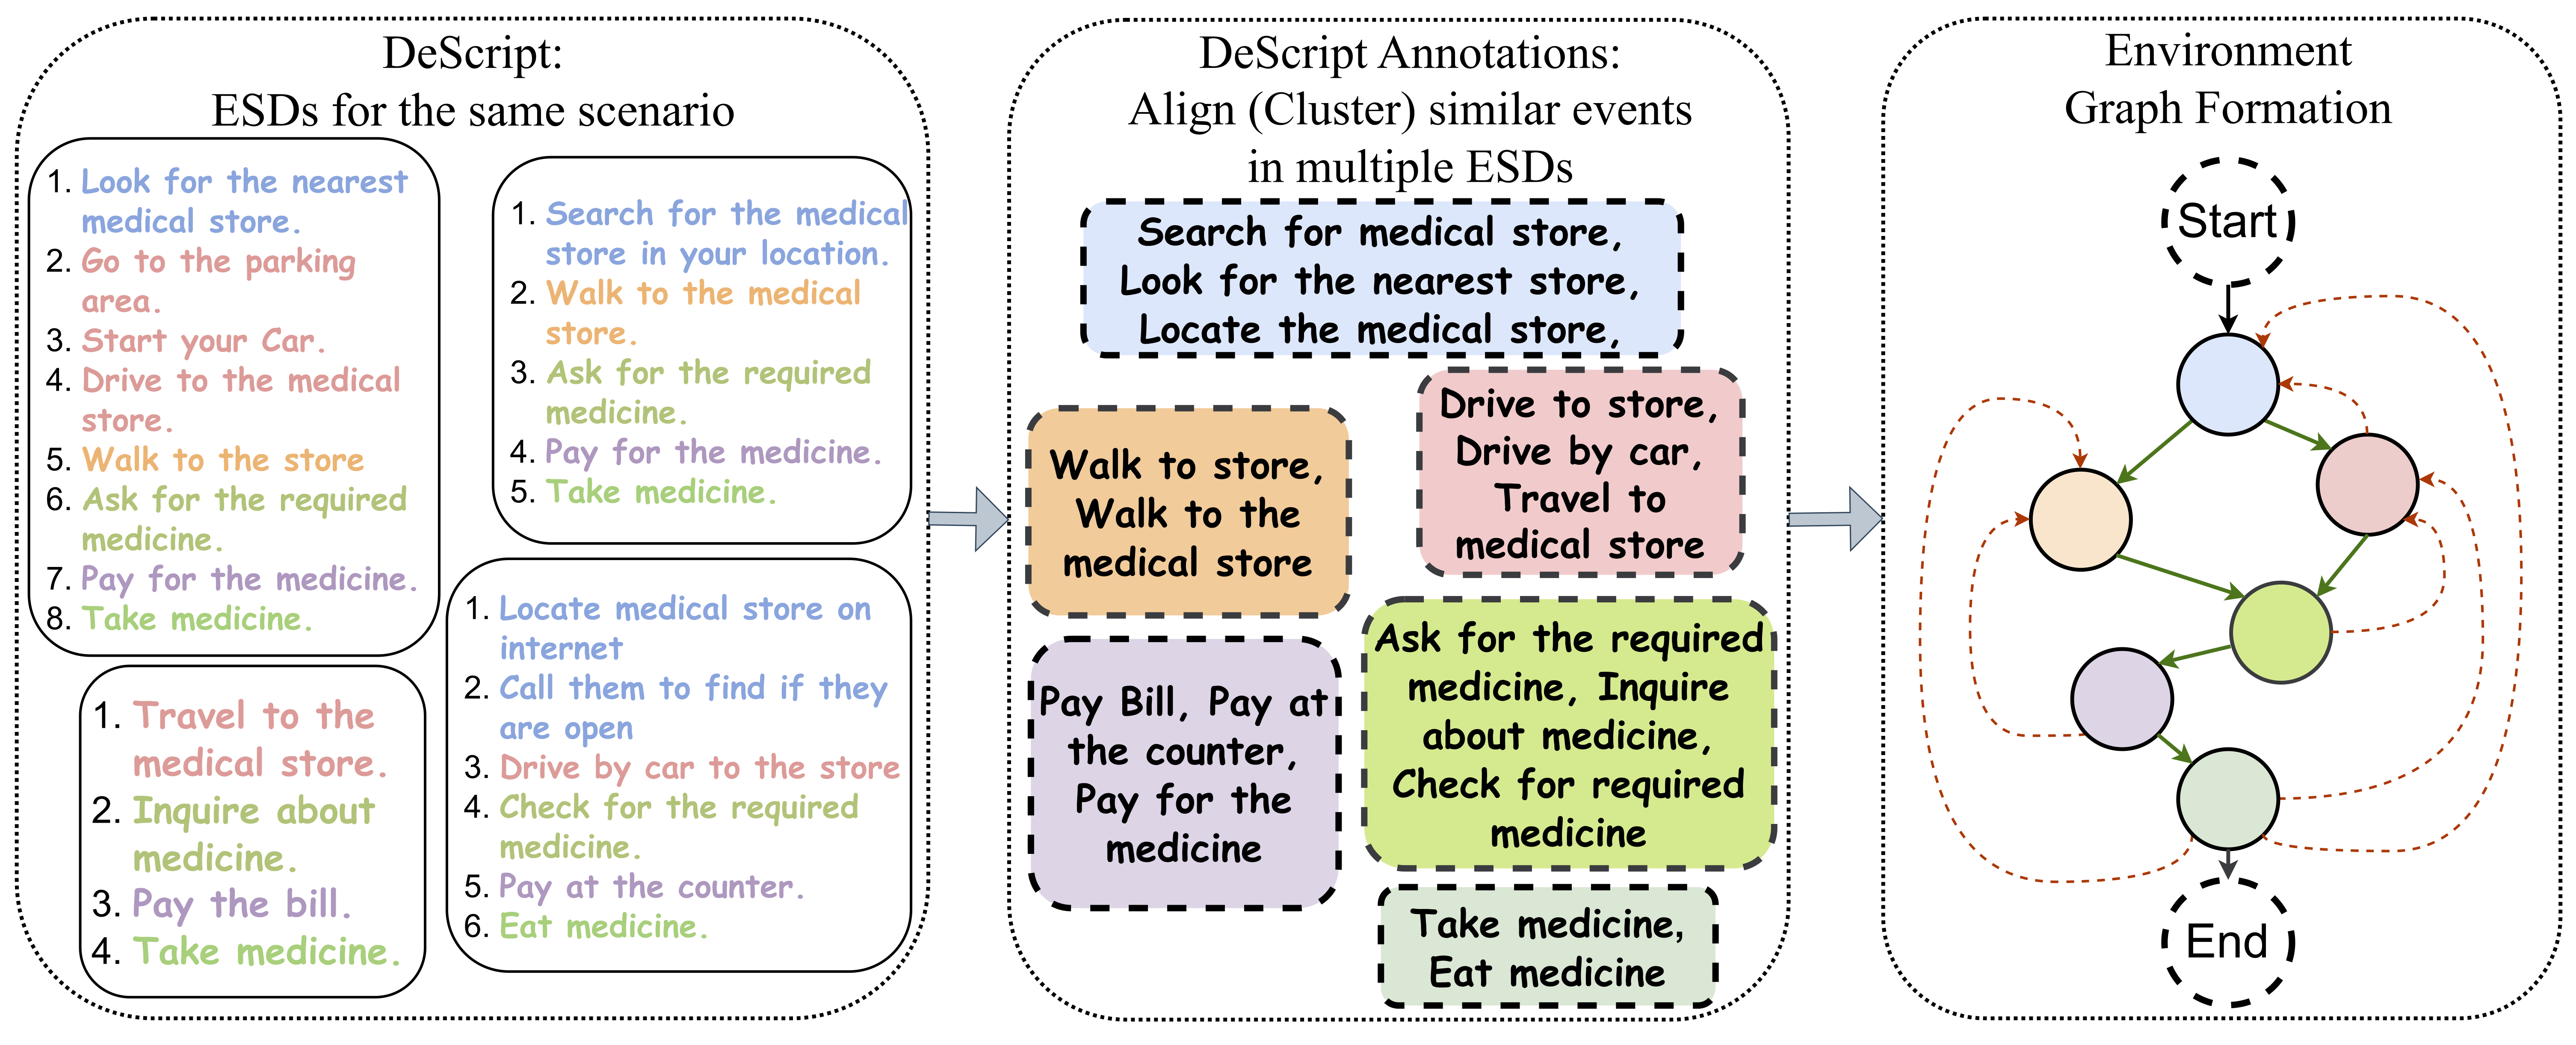 DeScript:
ESDs for the same scenario
1. Look for the nearest
medical store.
2. Go to the parking
area.
3. Start your Car.
4. Drive to the medical
store.
5. Walk to the store
6. Ask for the required
medicine.
7. Pay for the medicine.
8. Take medicine.
1. Search for the medical
store in your location.
2. Walk to the medical
store.
3. Ask for the required
medicine.
4. Pay for the medicine.
5. Take medicine.
1. Travel to the
medical store.
2. Inquire about
medicine.
3. Pay the bill.
4. Take medicine.
1. Locate medical store on
internet
2. Call them to find if they
are open
3. Drive by car to the store
4. Check for the required
medicine.
5. Pay at the counter.
6. Eat medicine.
DeScript Annotations:
Align (Cluster) similar events
in multiple ESDs
Search for medical store,
Look for the nearest store,
Locate the medical store,
Walk to store,
Walk to the
medical store
Drive to store,
Drive by car,
Travel to
medical store
Pay Bill, Pay at
the counter,
Pay for the
medicine
Ask for the required
medicine, Inquire
about medicine,
Check for required
medicine
Take medicine,
Eat medicine
Environment
Graph Formation
Start
End